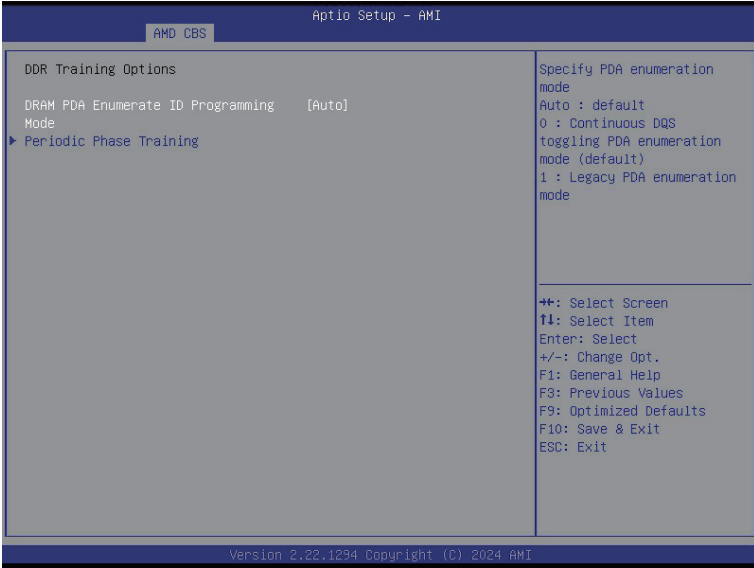 Aptio Setup – AMI
AMD CBS
DDR Training Options
DRAM PDA Enumerate ID Programming [Auto]
Mode
Periodic Phase Training
Specify PDA enumeration
mode
Auto : default
0 : Continuous DQS
toggling PDA enumeration
mode (default)
1 : Legacy PDA enumeration
mode
→←: Select Screen
↑↓: Select Item
Enter: Select
+/-: Change Opt.
F1: General Help
F3: Previous Values
F9: Optimized Defaults
F10: Save & Exit
ESC: Exit
Version 2.22.1294 Copyright (C) 2024 AMI